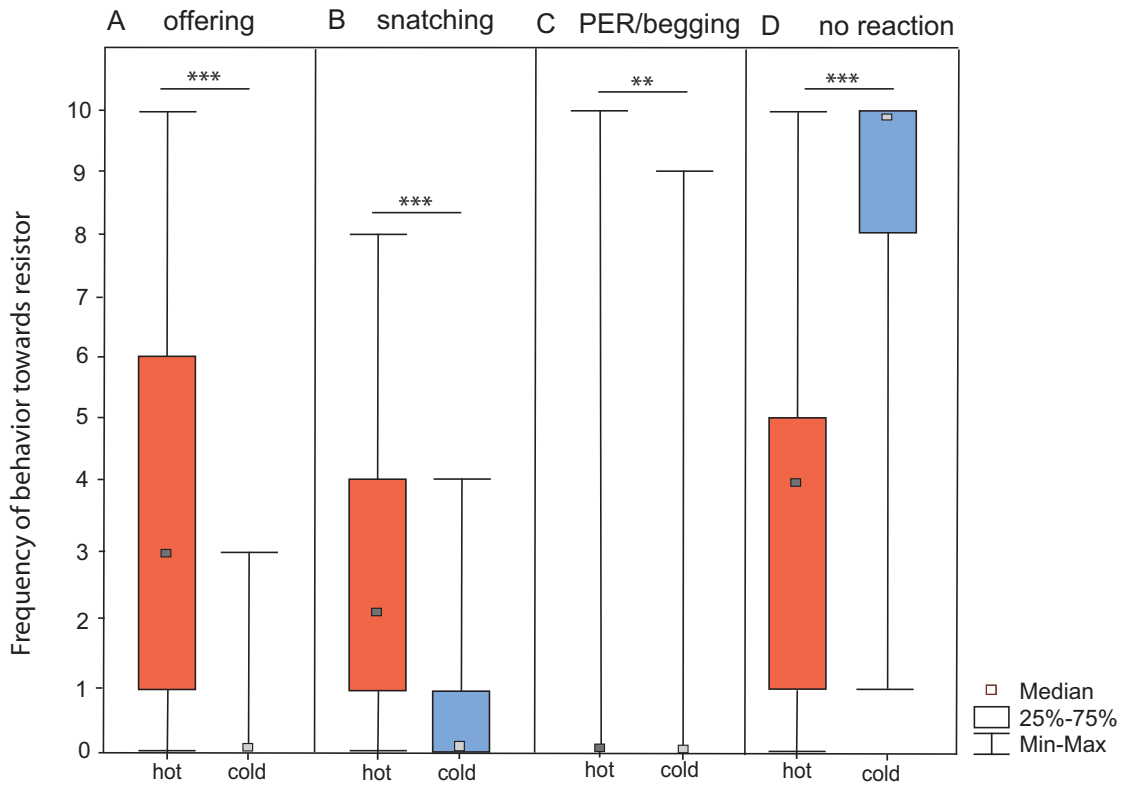 A offering B snatching C PER/begging D no reaction
*** ** ***
***
Frequency of behavior towards resistor
10
9
8
7
6
5
4
3
2
1
0
hot cold hot cold hot cold hot cold
Median
25%-75%
Min-Max